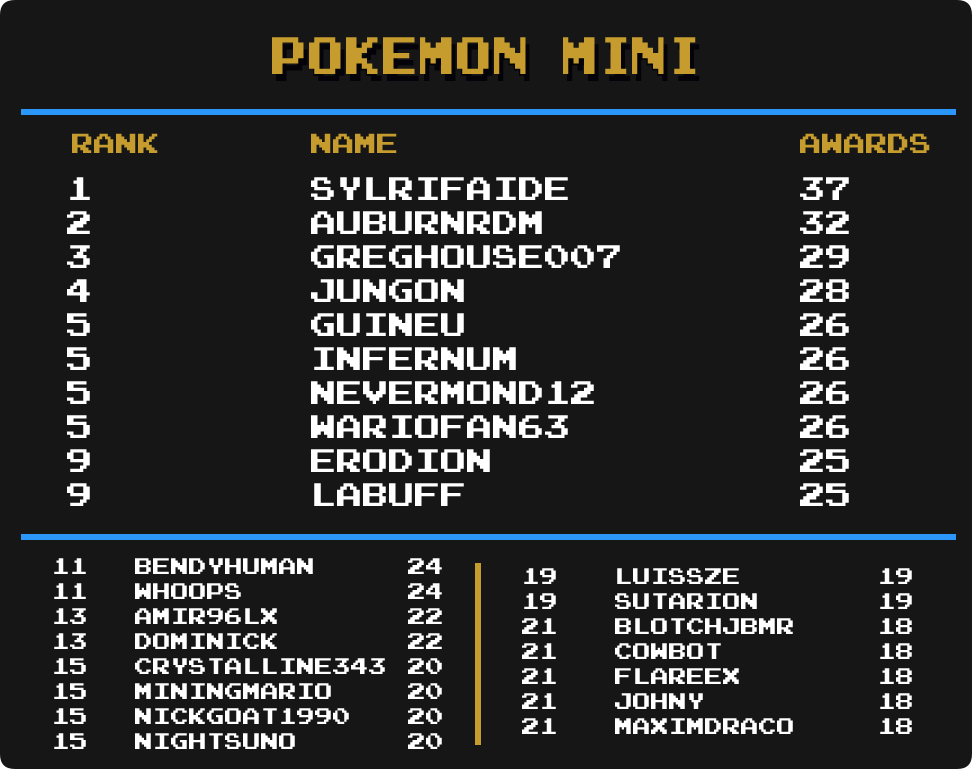 POKEMON MINI
RANK NAME AWARDS
1 SYLRIFAIDE 37
2 AUBURNRDM 32
3 GREGHOUSE007 29
4 JUNGON 28
5 GUINEU 26
5 INFERNUM 26
5 NEVERMOND12 26
5 WARIOFAN63 26
9 ERODION 25
9 LABUFF 25
11 BENDYHUMAN 24
11 WHOOPS 24
13 AMIR96LX 22
13 DOMINICK 22
15 CRYSTALLINE343 20
15 MININGMARIO 20
15 NICKGOAT1990 20
15 NIGHTSUNO 20
19 LUISSZE 19
19 SUTARION 19
21 BLOTCHJBMR 18
21 COWBOT 18
21 FLAREEX 18
21 JOHNY 18
21 MAXIMDRACO 18